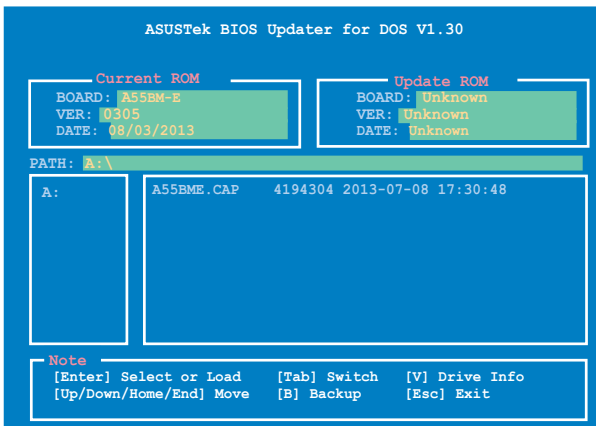 ASUSTek BIOS Updater for DOS V1.30
Current ROM
BOARD: A55BM-E
VER: 0305
DATE: 08/03/2013
Update ROM
BOARD: Unknown
VER: Unknown
DATE: Unknown
PATH: A:\
A:
A55BME.CAP 4194304 2013-07-08 17:30:48
Note
[Enter] Select or Load [Tab] Switch [V] Drive Info
[Up/Down/Home/End] Move [B] Backup [Esc] Exit